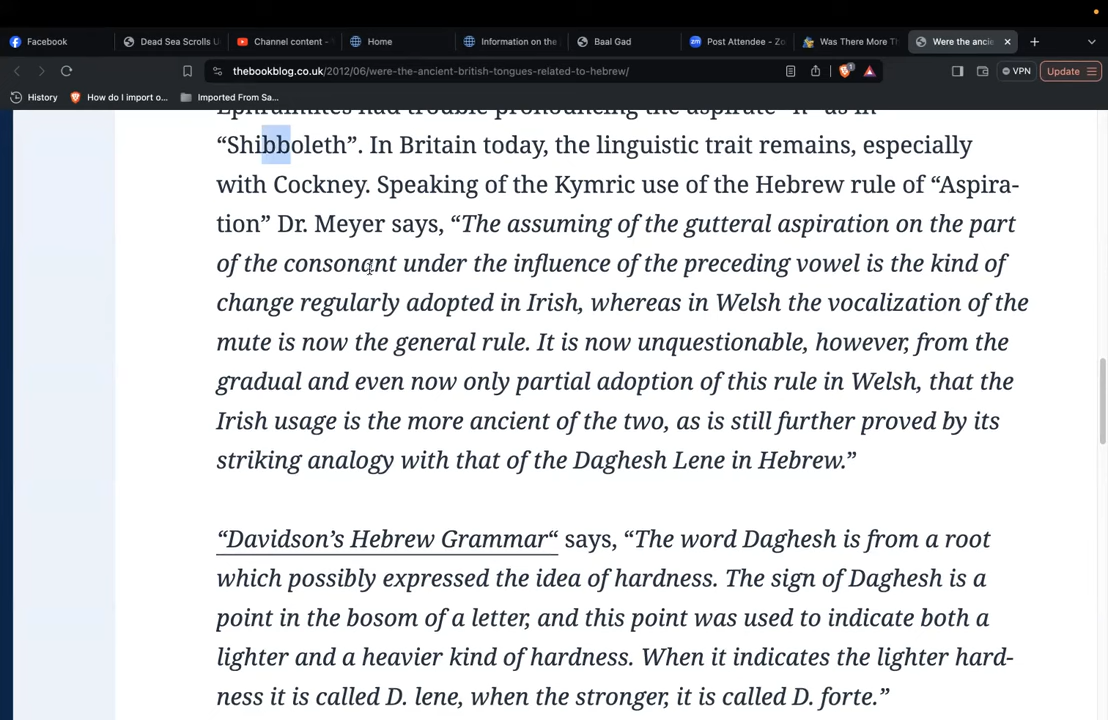 Facebook
Dead Sea Scrolls U
Channel content -
Home
Information on the
Baal Gad
Post Attendee - Zo
Was There More T
Were the ancie
thebookblog.co.uk/2012/06/were-the-ancient-british-tongues-related-to-hebrew/
1
VPN
Update
History
How do I import o...
Imported From Sa...
Ephraimites had trouble pronouncing the aspirate “h” as in
“Shibboleth”. In Britain today, the linguistic trait remains, especially
with Cockney. Speaking of the Kymric use of the Hebrew rule of “Aspira-
tion” Dr. Meyer says, “The assuming of the gutteral aspiration on the part
of the consonant under the influence of the preceding vowel is the kind of
change regularly adopted in Irish, whereas in Welsh the vocalization of the
mute is now the general rule. It is now unquestionable, however, from the
gradual and even now only partial adoption of this rule in Welsh, that the
Irish usage is the more ancient of the two, as is still further proved by its
striking analogy with that of the Daghesh Lene in Hebrew.”
“Davidson’s Hebrew Grammar“ says, “The word Daghesh is from a root
which possibly expressed the idea of hardness. The sign of Daghesh is a
point in the bosom of a letter, and this point was used to indicate both a
lighter and a heavier kind of hardness. When it indicates the lighter hard-
ness it is called D. lene, when the stronger, it is called D. forte.”